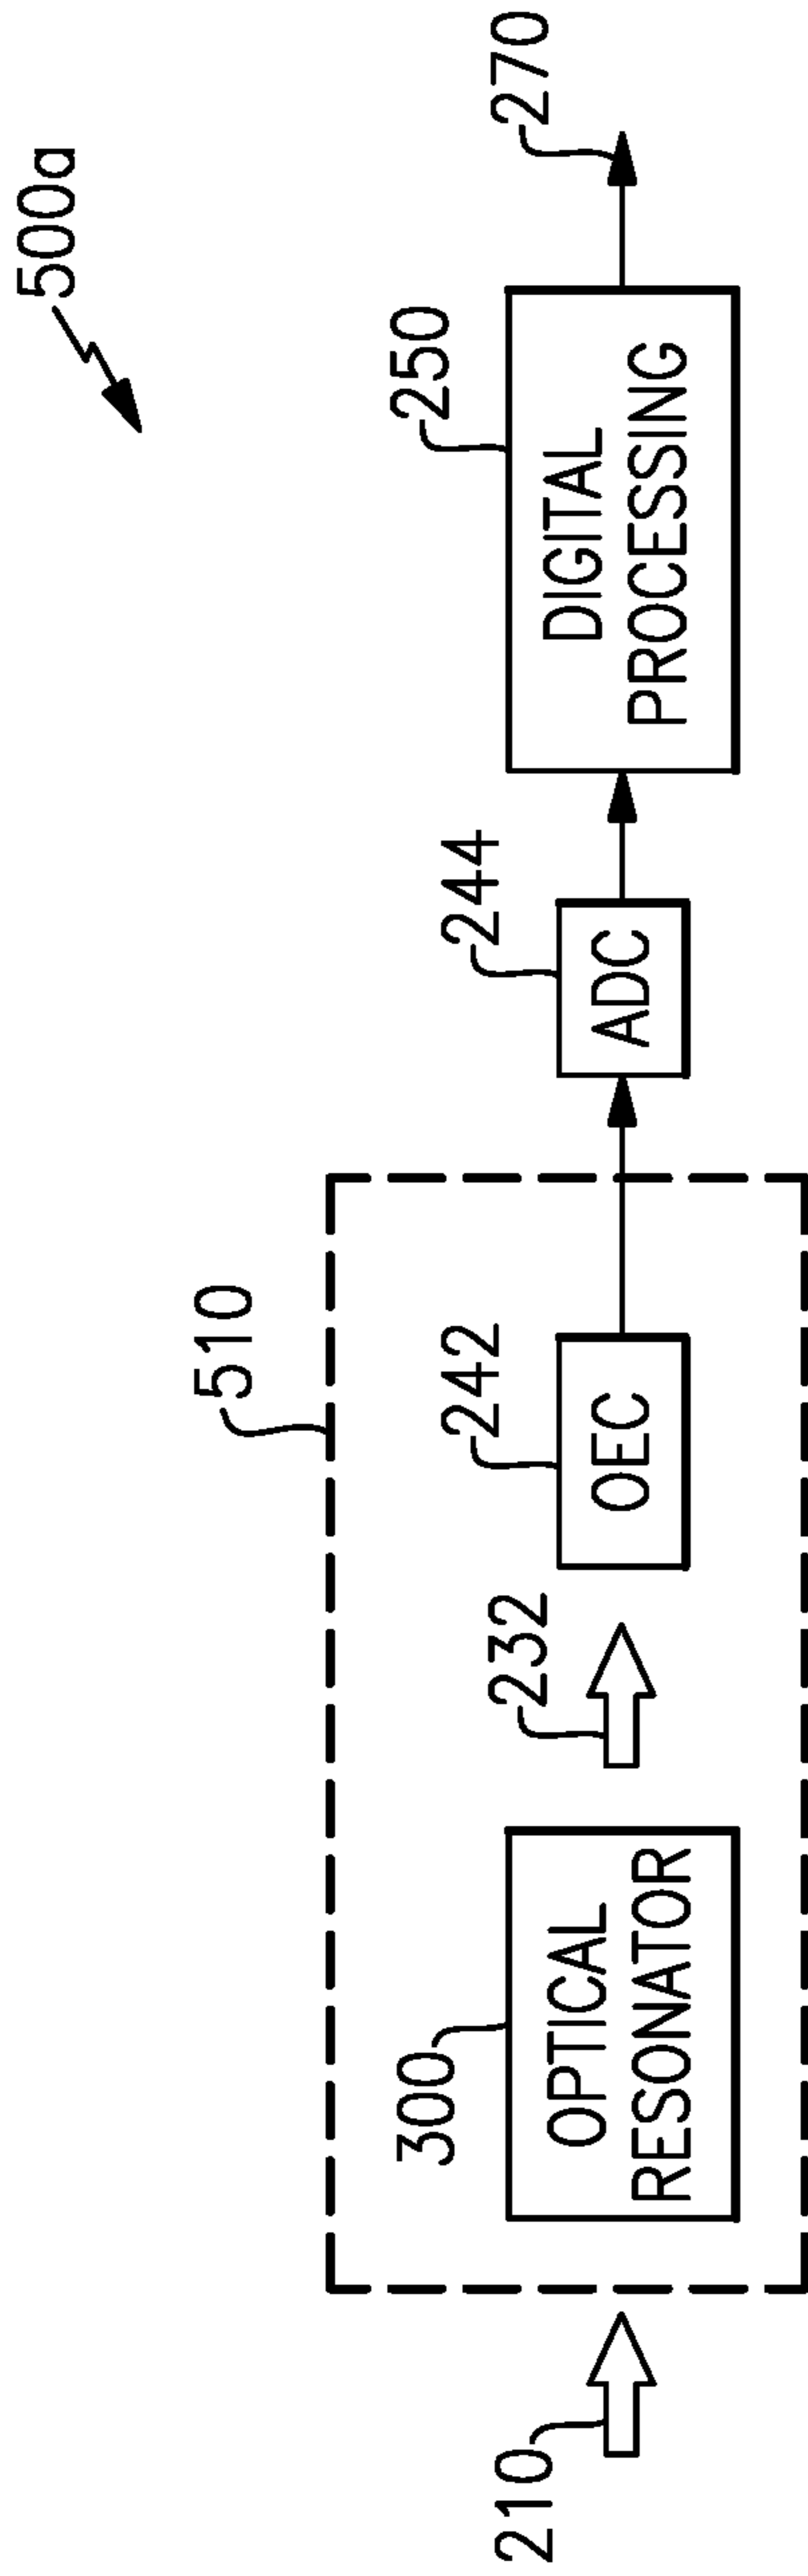 500a
510
210
300
OPTICAL
RESONATOR
232
242
OEC
244
ADC
250
DIGITAL
PROCESSING
270